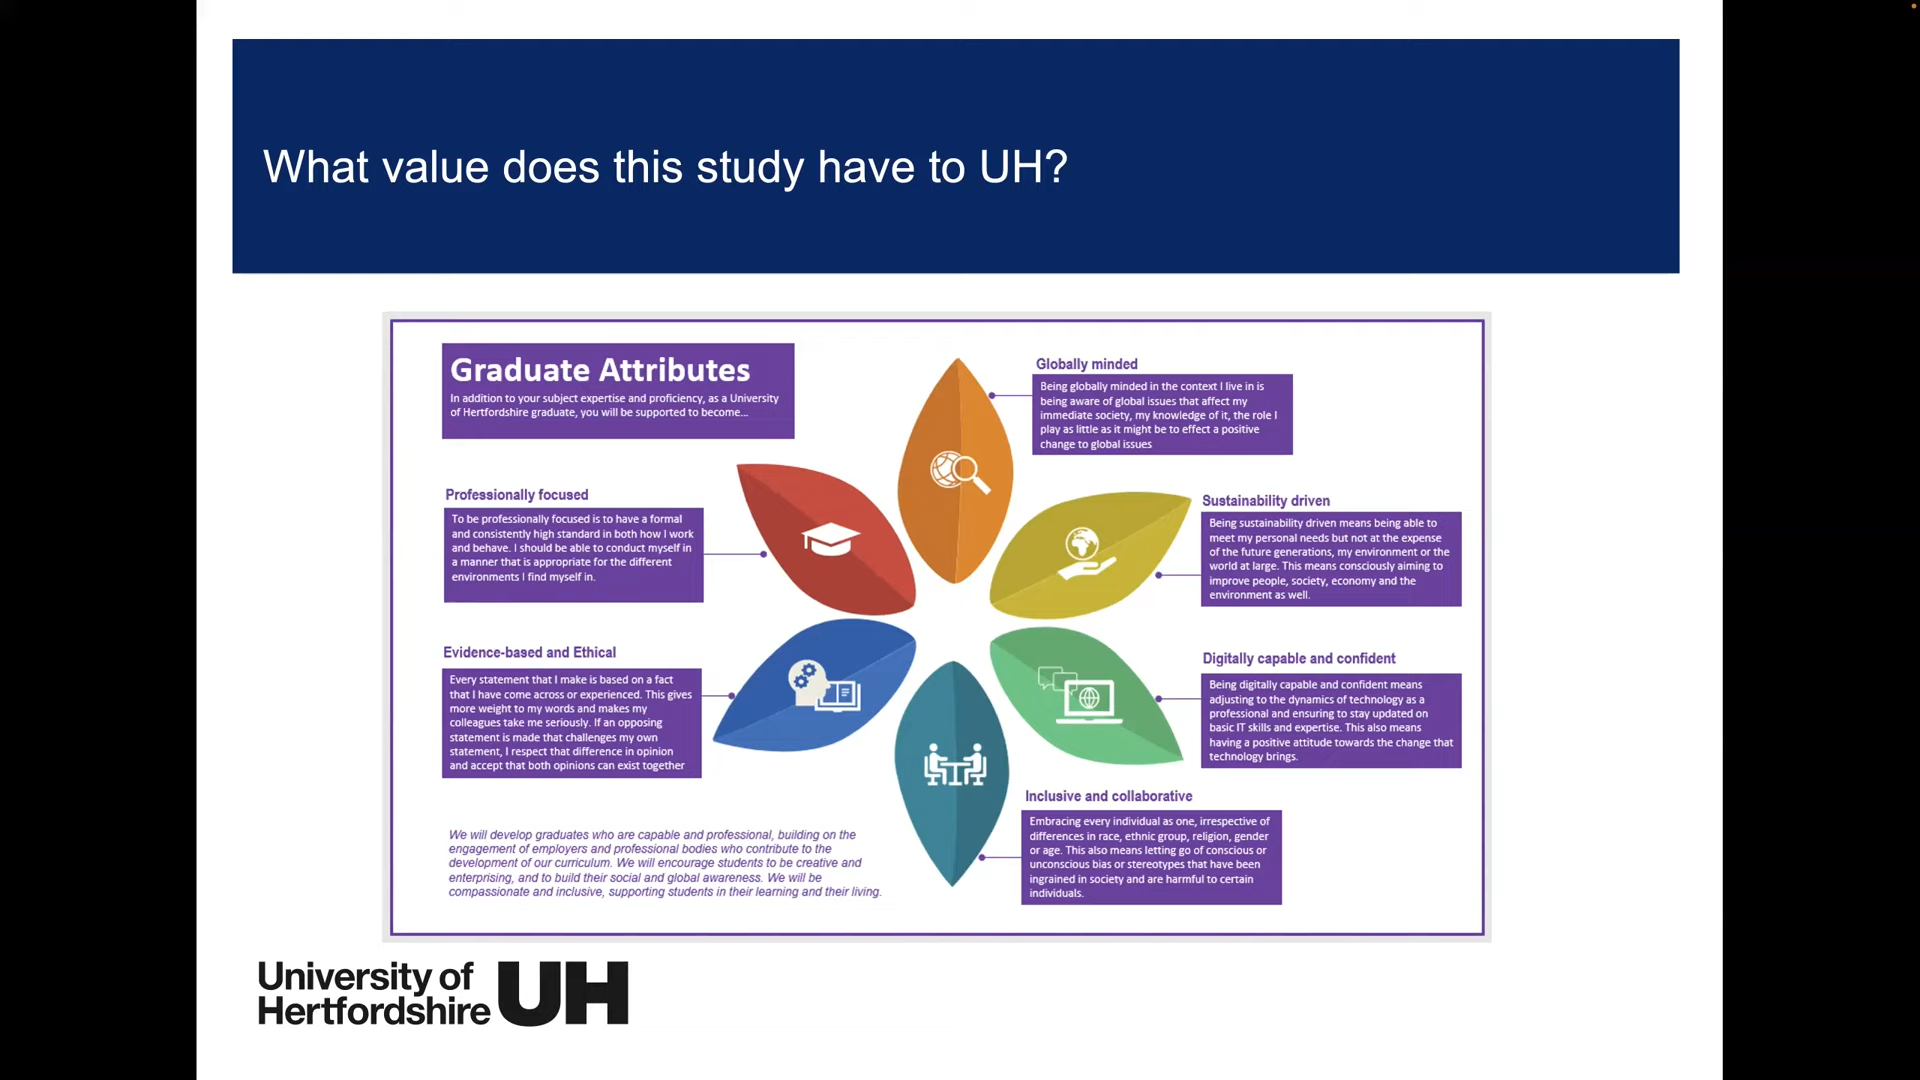 What value does this study have to UH?
Graduate Attributes
In addition to your subject expertise and proficiency, as a University
of Hertfordshire graduate, you will be supported to become...
Globally minded
Being globally minded in the context I live in is
being aware of global issues that affect my
immediate society, my knowledge of it, the role I
play as little as it might be to effect a positive
change to global issues
Professionally focused
To be professionally focused is to have a formal
and consistently high standard in both how I work
and behave. I should be able to conduct myself in
a manner that is appropriate for the different
environments I find myself in.
Sustainability driven
Being sustainability driven means being able to
meet my personal needs but not at the expense
of the future generations, my environment or the
world at large. This means consciously aiming to
improve people, society, economy and the
environment as well.
Evidence-based and Ethical
Every statement that I make is based on a fact
that I have come across or experienced. This gives
more weight to my words and makes my
colleagues take me seriously. If an opposing
statement is made that challenges my own
statement, I respect that difference in opinion
and accept that both opinions can exist together
Digitally capable and confident
Being digitally capable and confident means
adjusting to the dynamics of technology as a
professional and ensuring to stay updated on
basic IT skills and expertise. This also means
having a positive attitude towards the change that
technology brings.
Inclusive and collaborative
Embracing every individual as one, irrespective of
differences in race, ethnic group, religion, gender
or age. This also means letting go of conscious or
unconscious bias or stereotypes that have been
ingrained in society and are harmful to certain
individuals.
We will develop graduates who are capable and professional, building on the
engagement of employers and professional bodies who contribute to the
development of our curriculum. We will encourage students to be creative and
enterprising, and to build their social and global awareness. We will be
compassionate and inclusive, supporting students in their learning and their living.
University of
Hertfordshire UH